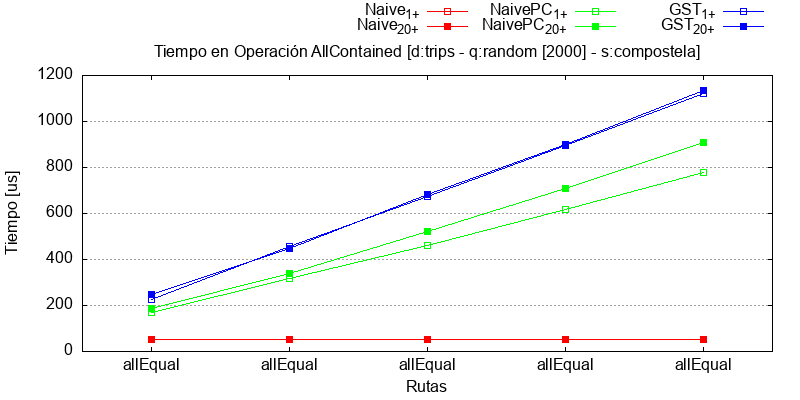 Naive1+ NaivePC1+ GST1+
Naive20+ NaivePC20+ GST20+
Tiempo en Operación AllContained [d:trips - q:random [2000] - s:compostela]
1200
1000
800
600
400
200
0
Tiempo [us]
allEqual allEqual allEqual allEqual allEqual
Rutas